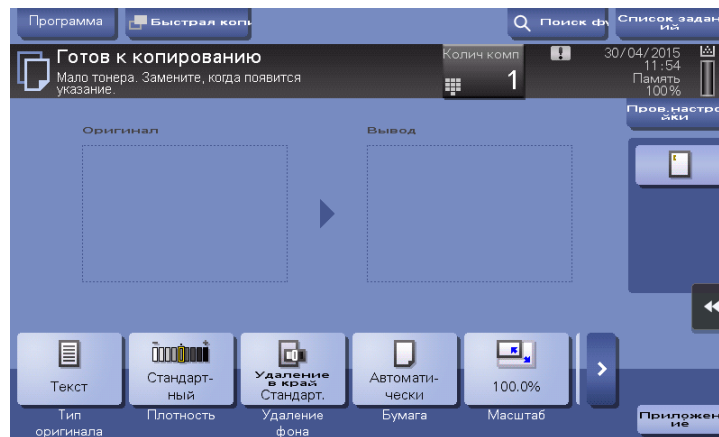 Программа
Быстрая копи
Поиск фу
Список задан
ий
Готов к копированию
Мало тонера. Замените, когда появится
указание.
Колич комп
1
30/04/2015
11:54
Память
100%
Пров.настро
йки
Оригинал
Вывод
Текст
Стандарт-
ный
Удаление
в край
Стандарт.
Автомати-
чески
100.0%
Тип
оригинала
Плотность
Удаление
фона
Бумага
Масштаб
Приложен
ие